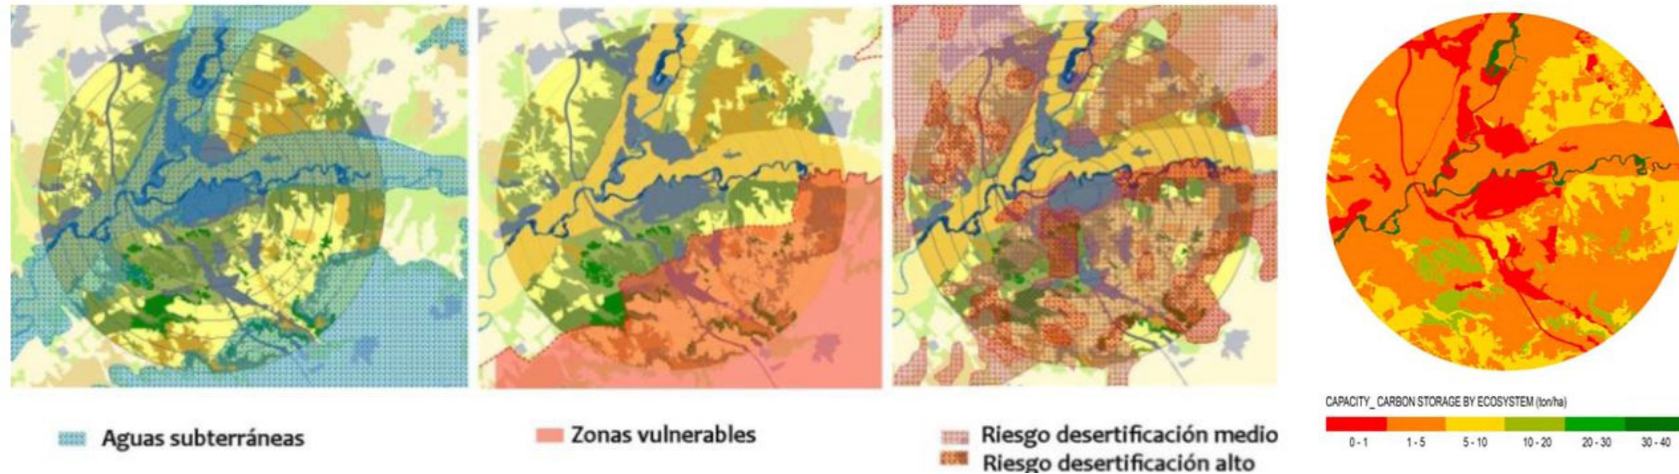 Aguas subterráneas
Zonas vulnerables
Riesgo desertificación medio
Riesgo desertificación alto
CAPACITY_ CARBON STORAGE BY ECOSYSTEM (ton/ha)
0 - 1 1 - 5 5 - 10 10 - 20 20 - 30 30 - 40